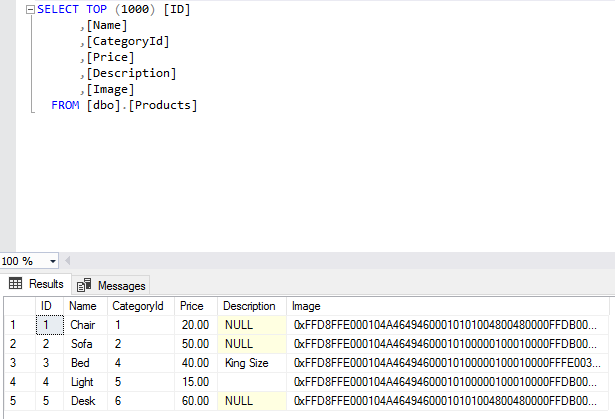 SELECT TOP (1000) [ID]
,[Name]
,[CategoryId]
,[Price]
,[Description]
,[Image]
FROM [dbo].[Products]
100 %
Results Messages
ID Name CategoryId Price Description Image
1 1 Chair 1 20.00 NULL 0xFFD8FFE000104A46494600010101004800480000FFDB00...
2 2 Sofa 2 50.00 NULL 0xFFD8FFE000104A46494600010100000100010000FFDB00...
3 3 Bed 4 40.00 King Size 0xFFD8FFE000104A46494600010100000100010000FFFE003...
4 4 Light 5 15.00 0xFFD8FFE000104A46494600010100000100010000FFDB00...
5 5 Desk 6 60.00 NULL 0xFFD8FFE000104A46494600010101004800480000FFDB00...